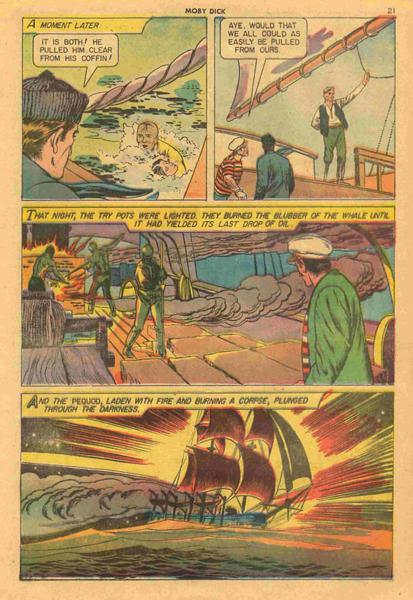 MOBY DICK
21
A MOMENT LATER...
IT IS BOTH! HE
PULLED HIM CLEAR
FROM HIS COFFIN!
AYE, WOULD THAT
WE ALL COULD AS
EASILY BE PULLED
FROM OURS.
THAT NIGHT, THE TRY POTS WERE LIGHTED. THEY BURNED THE BLUBBER OF THE WHALE UNTIL
IT HAD YIELDED ITS LAST DROP OF OIL.
AND THE PEQUOD, LADEN WITH FIRE AND BURNING A CORPSE, PLUNGED
THROUGH THE DARKNESS.